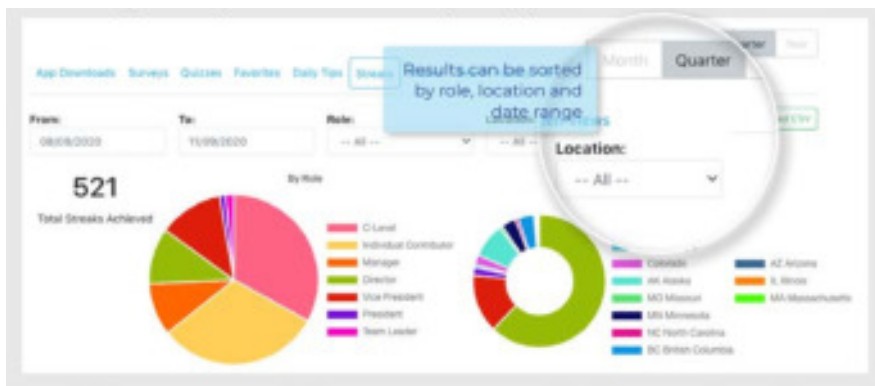 Month Quarter Year
App Downloads Surveys Quizzes Favorites Daily Tips Streaks
Results can be sorted
by role, location and
date range
From: To: Role:
08/09/2020 11/09/2020 -- All -- -- All --
Location:
-- All --
521
Total Streaks Achieved
By Role
C-Level
Individual Contributor
Manager
Director
Vice President
President
Team Leader
Colorado AZ Arizona
AK Alaska IL Illinois
MO Missouri MA Massachusetts
MN Minnesota
NC North Carolina
BC British Columbia